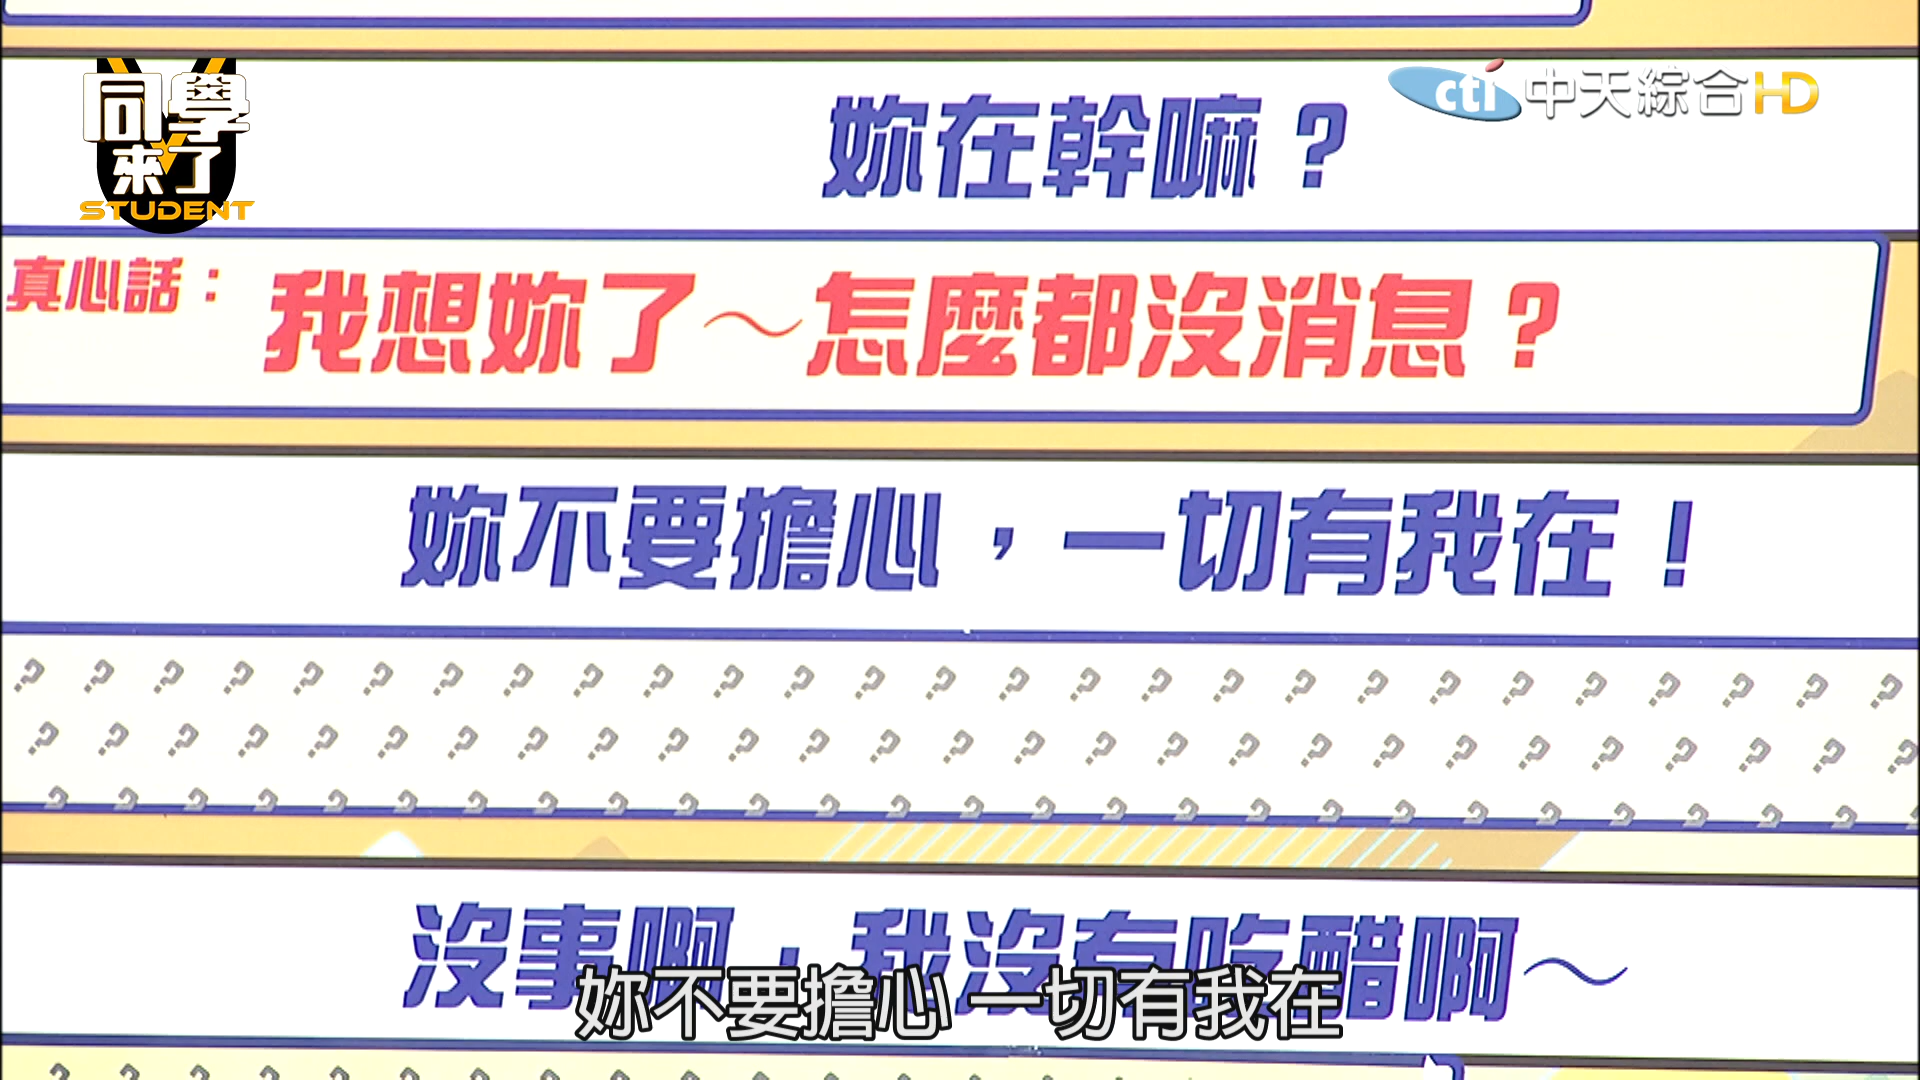 同學
來了
STUDENT
cti 中天綜合HD
妳在幹嘛？
真心話：我想妳了～怎麼都沒消息？
妳不要擔心，一切有我在！
? ? ? ? ? ? ? ? ? ? ? ? ? ? ? ? ? ? ? ? ? ? ? ? ? ? ?
? ? ? ? ? ? ? ? ? ? ? ? ? ? ? ? ? ? ? ? ? ? ? ? ? ? ?
? ? ? ? ? ? ? ? ? ? ? ? ? ? ? ? ? ? ? ? ? ? ? ? ? ?
沒事啊，我沒有吃醋啊～
妳不要擔心 一切有我在